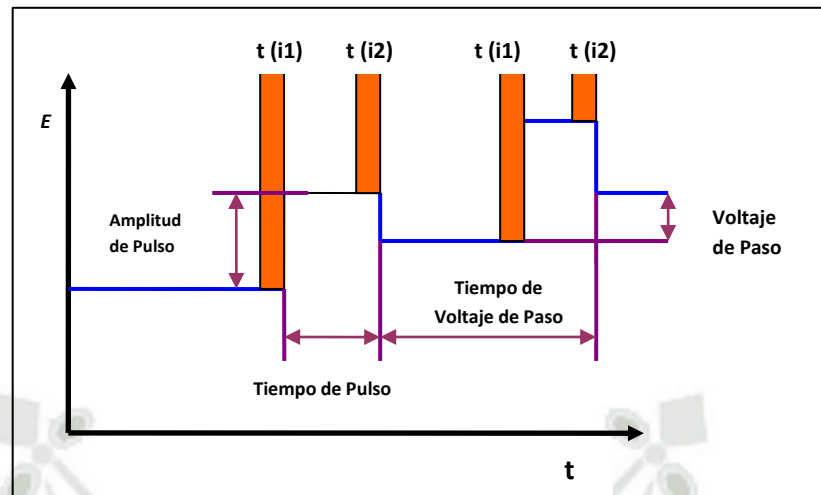 t (i1)
t (i2)
t (i1)
t (i2)
E
Amplitud
de Pulso
Voltaje
de Paso
Tiempo de
Voltaje de Paso
Tiempo de Pulso
t